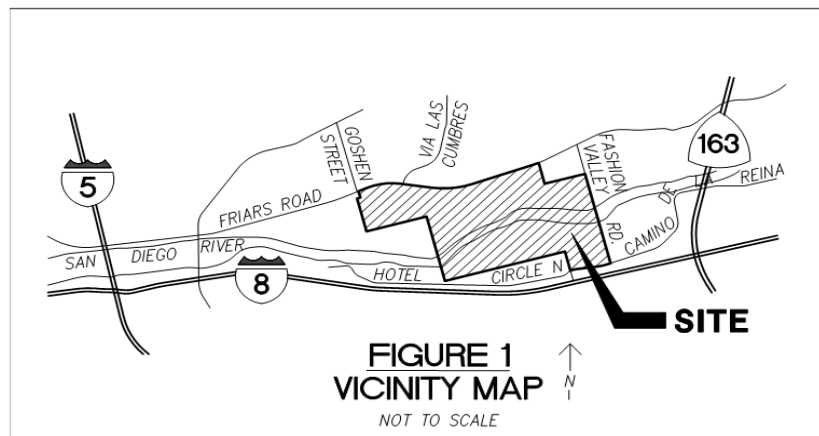 163
5
8
GOSHEN
STREET
VIA LAS
CUMBRES
FASHION
VALLEY
RD.
FRIARS ROAD
SAN DIEGO RIVER
HOTEL CIRCLE N
CAMINO DE LA REINA
SITE
FIGURE 1
VICINITY MAP
N
NOT TO SCALE